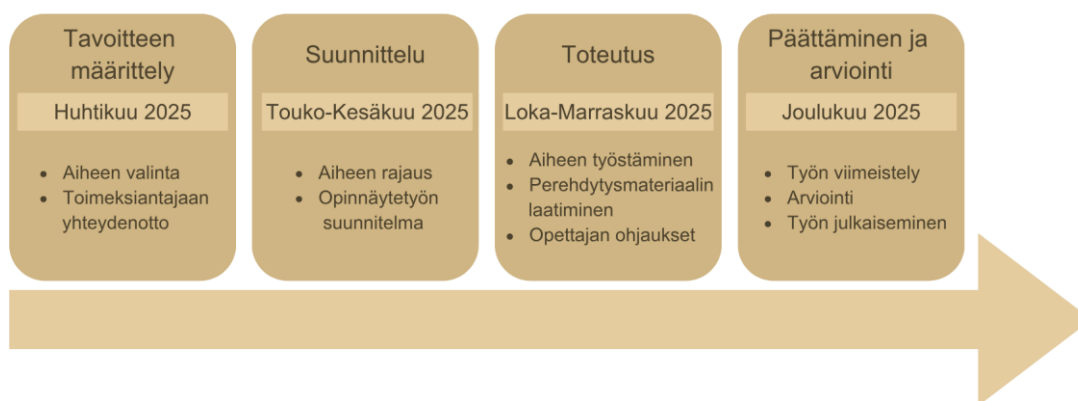 Tavoitteen
määrittely
Huhtikuu 2025
• Aiheen valinta
• Toimeksiantajaan
yhteydenotto
Suunnittelu
Touko-Kesäkuu 2025
• Aiheen rajaus
• Opinnäytetyön
suunnitelma
Toteutus
Loka-Marraskuu 2025
• Aiheen työstäminen
• Perehdytysmateriaalin
laatiminen
• Opettajan ohjaukset
Päättäminen ja
arviointi
Joulukuu 2025
• Työn viimeistely
• Arviointi
• Työn julkaiseminen